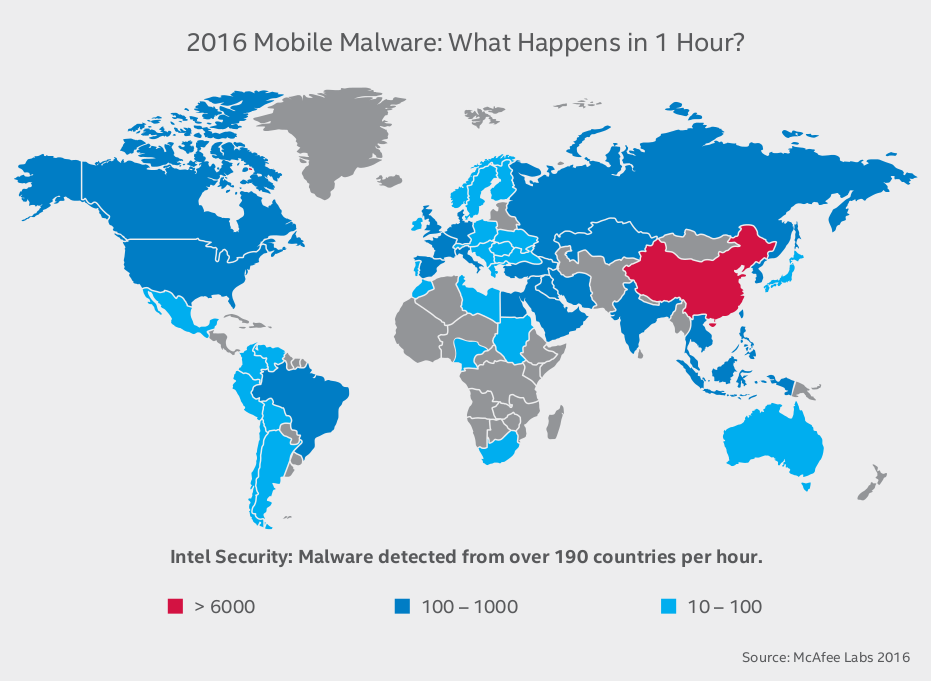 2016 Mobile Malware: What Happens in 1 Hour?
Intel Security: Malware detected from over 190 countries per hour.
> 6000
100 – 1000
10 – 100
Source: McAfee Labs 2016